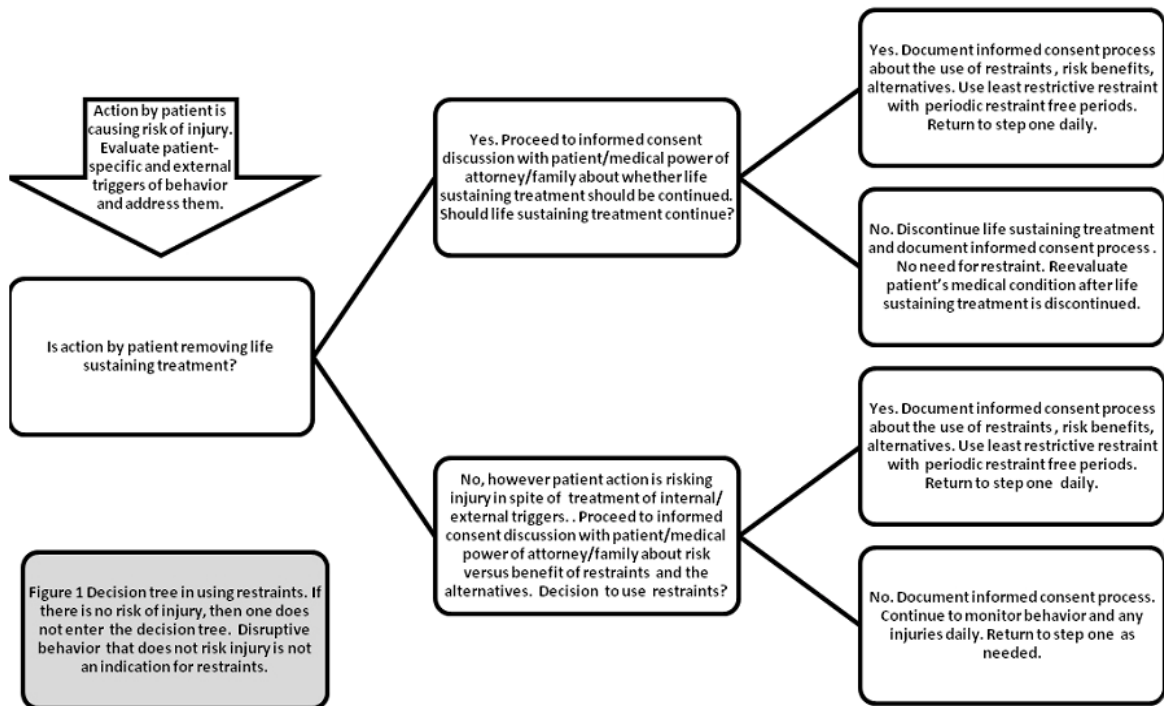 Action by patient is
causing risk of injury.
Evaluate patient-
specific and external
triggers of behavior
and address them.
Is action by patient removing life
sustaining treatment?
Yes. Proceed to informed consent
discussion with patient/medical power of
attorney/family about whether life
sustaining treatment should be continued.
Should life sustaining treatment continue?
Yes. Document informed consent process
about the use of restraints , risk benefits,
alternatives. Use least restrictive restraint
with periodic restraint free periods.
Return to step one daily.
No. Discontinue life sustaining treatment
and document informed consent process .
No need for restraint. Reevaluate
patient's medical condition after life
sustaining treatment is discontinued.
No, however patient action is risking
injury in spite of treatment of internal/
external triggers. . Proceed to informed
consent discussion with patient/medical
power of attorney/family about risk
versus benefit of restraints and the
alternatives. Decision to use restraints?
Yes. Document informed consent process
about the use of restraints , risk benefits,
alternatives. Use least restrictive restraint
with periodic restraint free periods.
Return to step one daily.
No. Document informed consent process.
Continue to monitor behavior and any
injuries daily. Return to step one as
needed.
Figure 1 Decision tree in using restraints. If
there is no risk of injury, then one does
not enter the decision tree. Disruptive
behavior that does not risk injury is not
an indication for restraints.